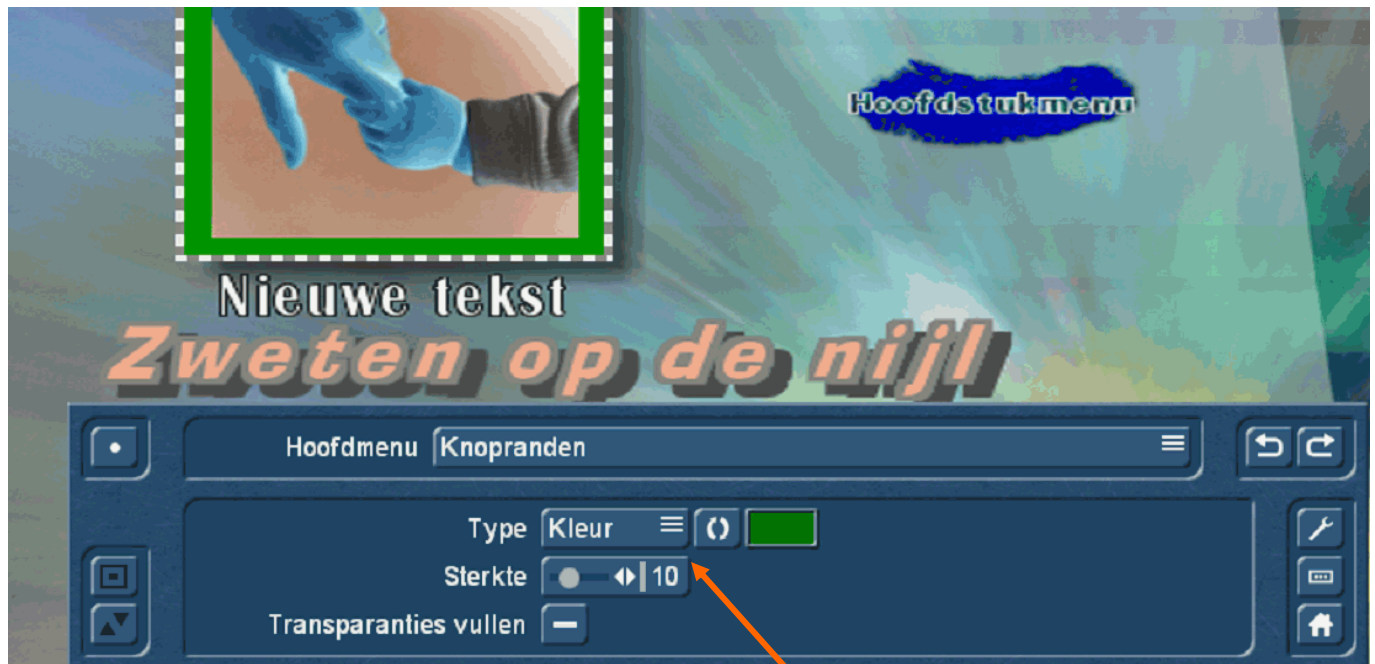 Hoofdstukmenu
Nieuwe tekst
Zweten op de nijl
Hoofdmenu Knopranden
Type Kleur
Sterkte 10
Transparanties vullen